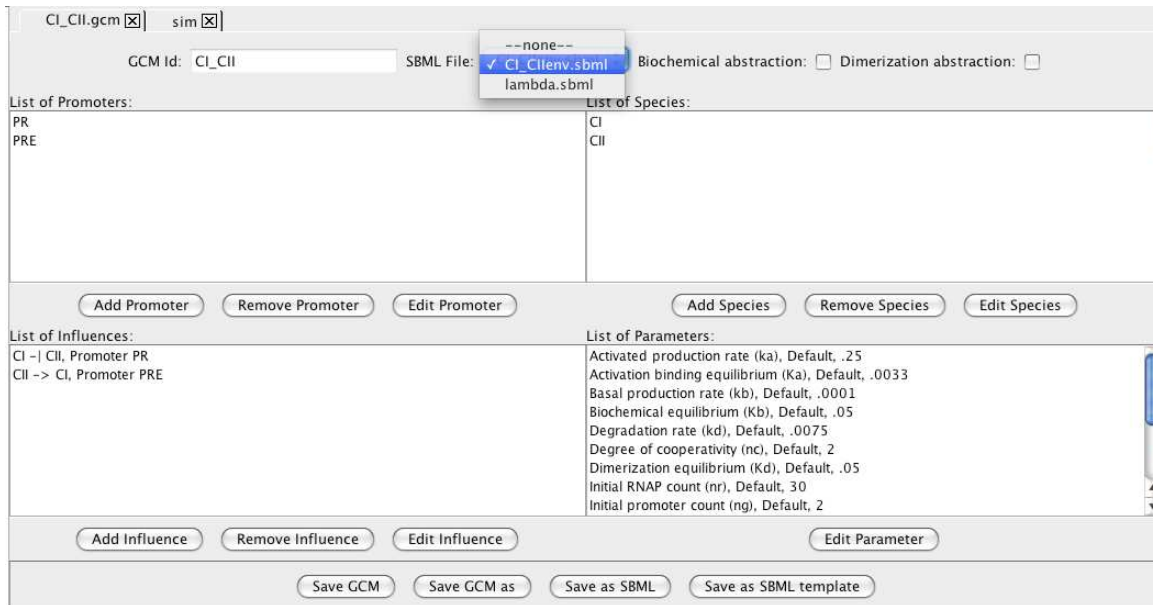 CI_CII.gcm sim
--none--
GCM Id: CI_CII SBML File: ✓ CI_CIIenv.sbml Biochemical abstraction: Dimerization abstraction:
lambda.sbml
List of Promoters: List of Species:
PR CI
PRE CII
Add Promoter Remove Promoter Edit Promoter Add Species Remove Species Edit Species
List of Influences: List of Parameters:
CI -| CII, Promoter PR Activated production rate (ka), Default, .25
CII -> CI, Promoter PRE Activation binding equilibrium (Ka), Default, .0033
Basal production rate (kb), Default, .0001
Biochemical equilibrium (Kb), Default, .05
Degradation rate (kd), Default, .0075
Degree of cooperativity (nc), Default, 2
Dimerization equilibrium (Kd), Default, .05
Initial RNAP count (nr), Default, 30
Initial promoter count (ng), Default, 2
Add Influence Remove Influence Edit Influence Edit Parameter
Save GCM Save GCM as Save as SBML Save as SBML template